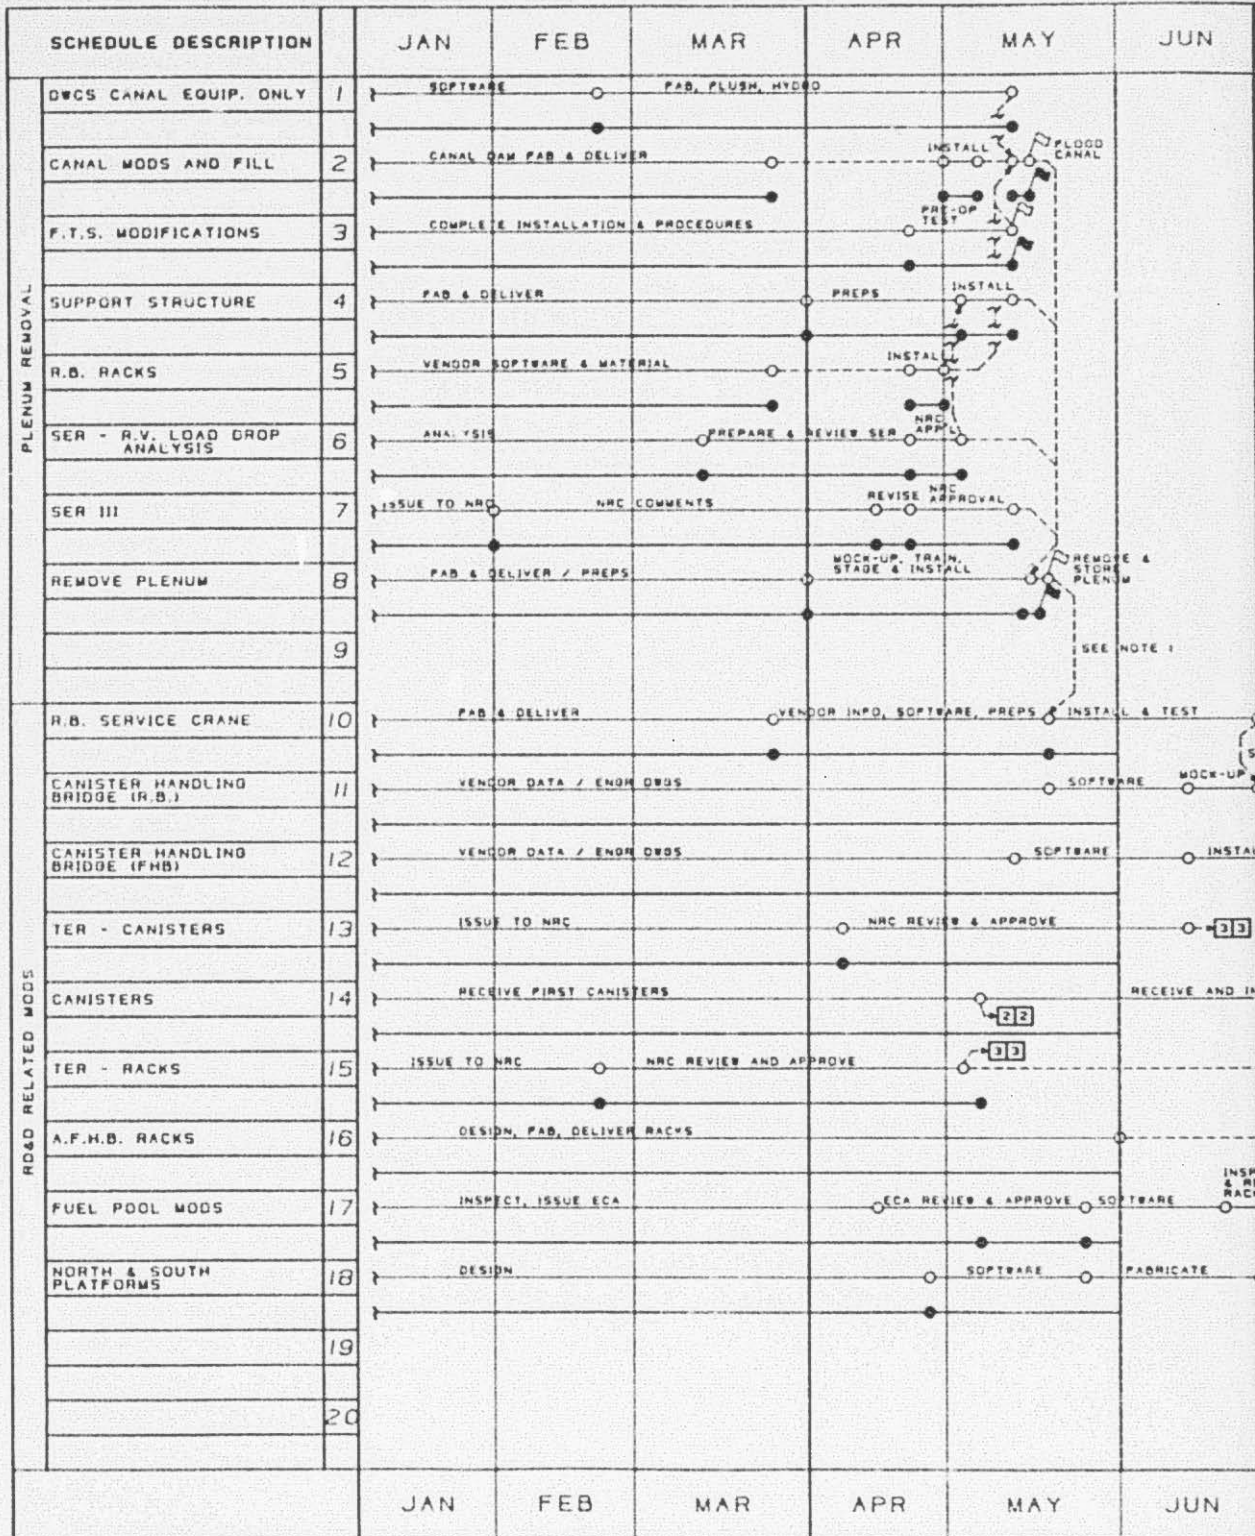 SCHEDULE DESCRIPTION JAN FEB MAR APR MAY JUN
PLENUM REMOVAL
DWCS CANAL EQUIP. ONLY 1 SOFTWARE FAB, FLUSH, HYDRO
CANAL MODS AND FILL 2 CANAL DAM FAB & DELIVER INSTALL FLOOD
CANAL
F.T.S. MODIFICATIONS 3 COMPLETE INSTALLATION & PROCEDURES PRE-OP
TEST
SUPPORT STRUCTURE 4 FAB & DELIVER PREPS INSTALL
R.B. RACKS 5 VENDOR SOFTWARE & MATERIAL INSTALL
SER - R.V. LOAD DROP 6 ANALYSIS PREPARE & REVIEW SER NRC
ANALYSIS APP'L
SER III 7 ISSUE TO NRC NRC COMMENTS REVISE NRC
APPROVAL
REMOVE PLENUM 8 FAB & DELIVER / PREPS MOCK-UP, TRAIN,
STAGE & INSTALL REMOVE &
STORE
PLENUM
9 SEE NOTE 1
RD&D RELATED MODS
R.B. SERVICE CRANE 10 FAB & DELIVER VENDOR INFO, SOFTWARE, PREPS INSTALL & TEST
S
CANISTER HANDLING 11 VENDOR DATA / ENGR DWGS SOFTWARE MOCK-UP
BRIDGE (R.B.)
CANISTER HANDLING 12 VENDOR DATA / ENGR DWGS SOFTWARE INSTAL
BRIDGE (FHB)
TER - CANISTERS 13 ISSUE TO NRC NRC REVIEW & APPROVE 33
CANISTERS 14 RECEIVE FIRST CANISTERS RECEIVE AND IN
22
33
TER - RACKS 15 ISSUE TO NRC NRC REVIEW AND APPROVE
A.F.H.B. RACKS 16 DESIGN, FAB, DELIVER RACKS
INSP
& RE
RACK
FUEL POOL MODS 17 INSPECT, ISSUE ECA ECA REVIEW & APPROVE SOFTWARE
NORTH & SOUTH 18 DESIGN SOFTWARE FABRICATE
PLATFORMS
19
20
JAN FEB MAR APR MAY JUN